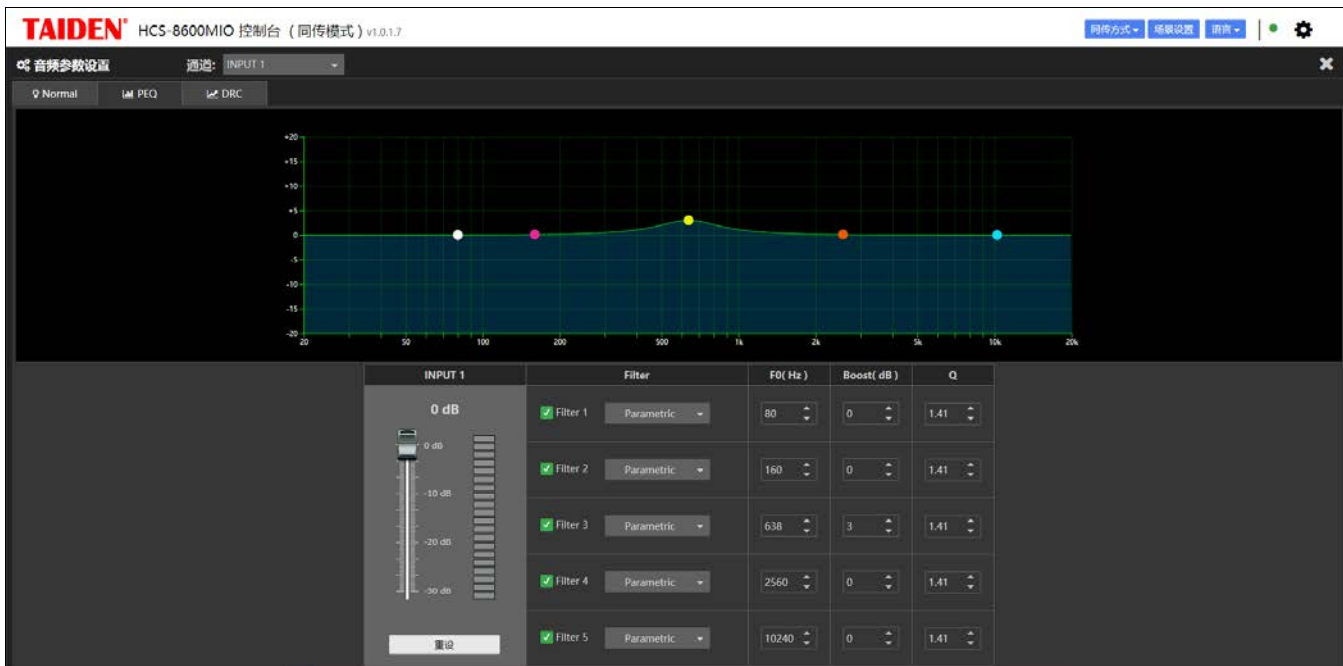 TAIDEN® HCS-8600MIO 控制台 ( 同传模式 ) v1.0.1.7
同传方式 场景设置 语言
音频参数设置 通道: INPUT 1
Normal PEQ DRC
+20
+15
+10
+5
0
-5
-10
-15
-20
20 50 100 200 500 1k 2k 5k 10k 20k
INPUT 1 Filter F0( Hz ) Boost( dB ) Q
0 dB
Filter 1 Parametric 80 0 1.41
0 dB
Filter 2 Parametric 160 0 1.41
-10 dB
Filter 3 Parametric 638 3 1.41
-20 dB
Filter 4 Parametric 2560 0 1.41
-30 dB
Filter 5 Parametric 10240 0 1.41
重设